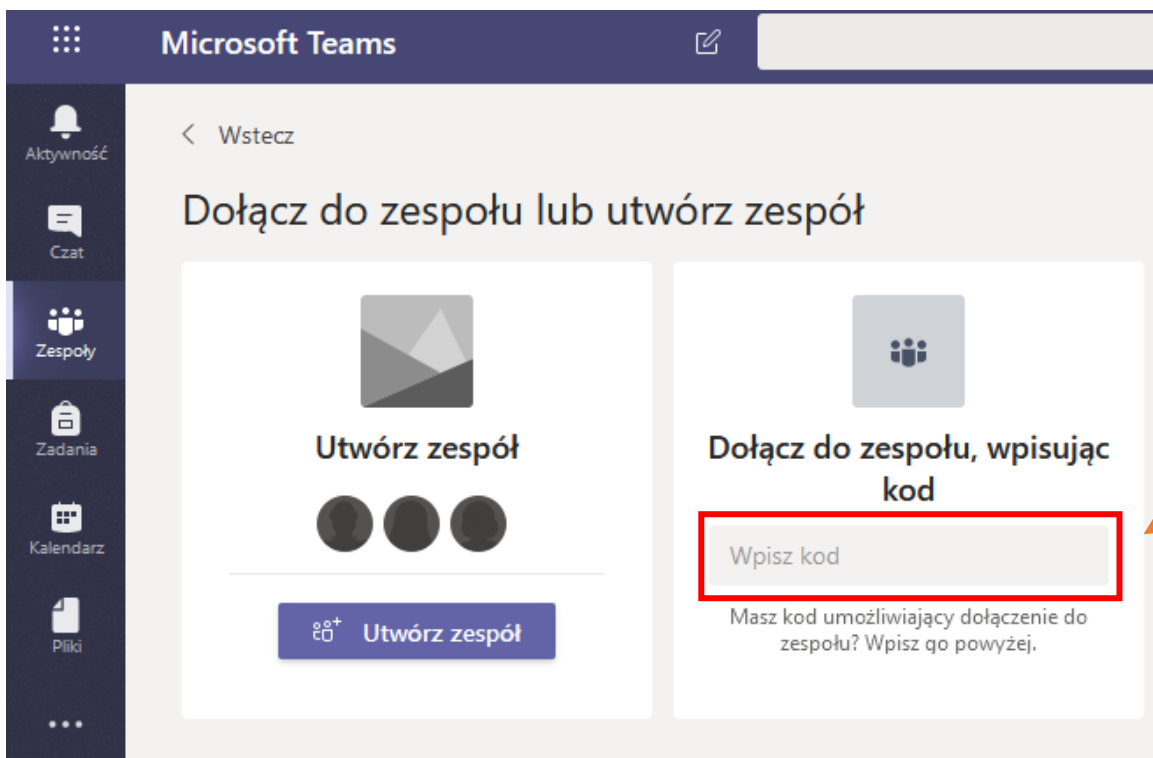 Microsoft Teams
Aktywność
Czat
Zespoły
Zadania
Kalendarz
Pliki
Wstecz
Dołącz do zespołu lub utwórz zespół
Utwórz zespół
Utwórz zespół
Dołącz do zespołu, wpisując
kod
Wpisz kod
Masz kod umożliwiający dołączenie do
zespołu? Wpisz go powyżej.